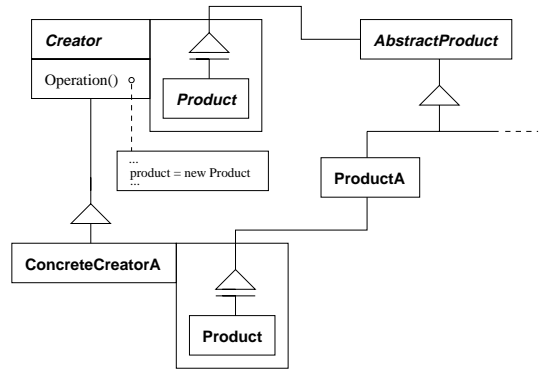 Creator
AbstractProduct
Operation()
Product
...
product = new Product
...
ProductA
ConcreteCreatorA
Product